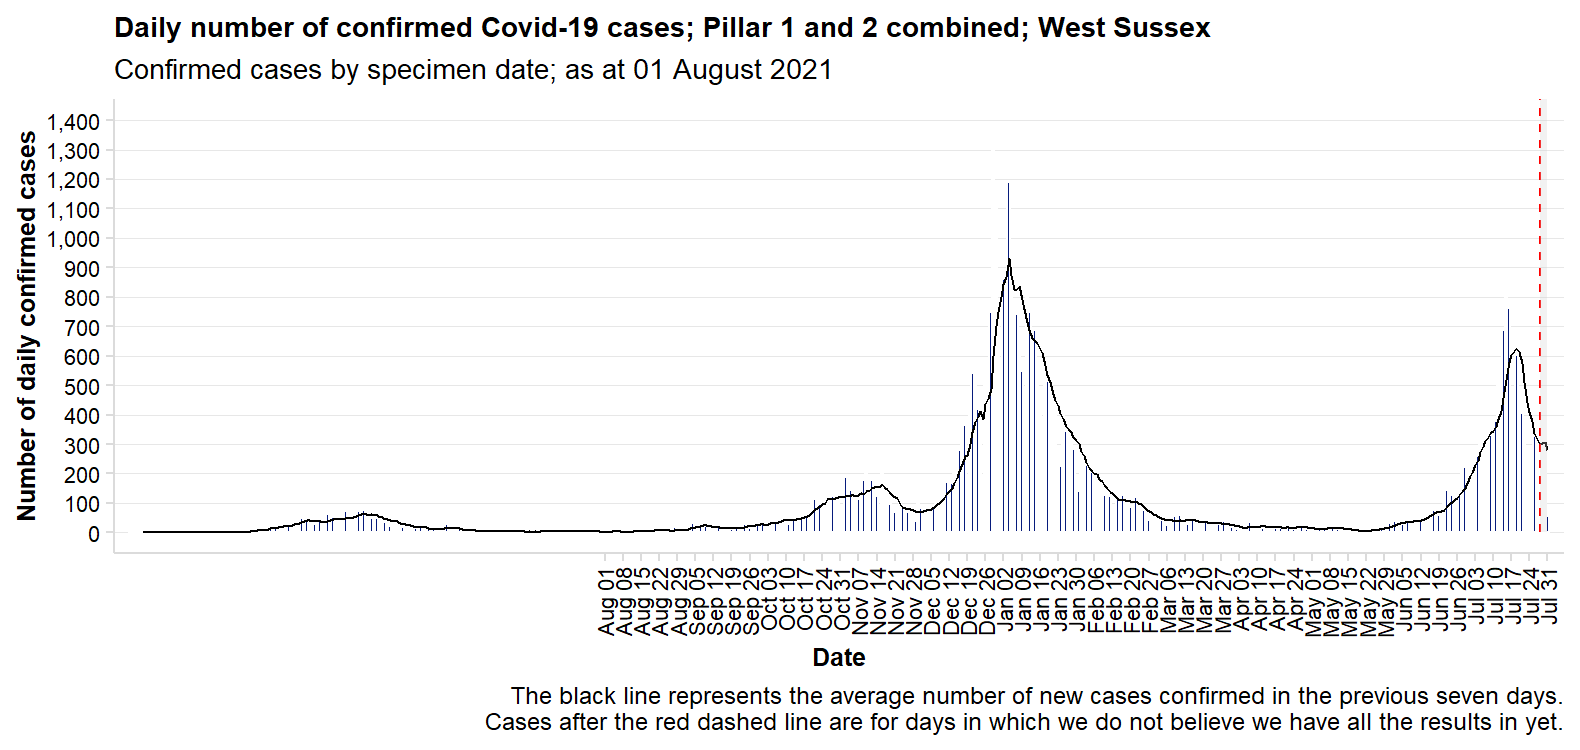 Daily number of confirmed Covid-19 cases; Pillar 1 and 2 combined; West Sussex
Confirmed cases by specimen date; as at 01 August 2021
Number of daily confirmed cases
1,400
1,300
1,200
1,100
1,000
900
800
700
600
500
400
300
200
100
0
Aug 01
Aug 08
Aug 15
Aug 22
Aug 29
Sep 05
Sep 12
Sep 19
Sep 26
Oct 03
Oct 10
Oct 17
Oct 24
Oct 31
Nov 07
Nov 14
Nov 21
Nov 28
Dec 05
Dec 12
Dec 19
Dec 26
Jan 02
Jan 09
Jan 16
Jan 23
Jan 30
Feb 06
Feb 13
Feb 20
Feb 27
Mar 06
Mar 13
Mar 20
Mar 27
Apr 03
Apr 10
Apr 17
Apr 24
May 01
May 08
May 15
May 22
May 29
Jun 05
Jun 12
Jun 19
Jun 26
Jul 03
Jul 10
Jul 17
Jul 24
Jul 31
Date
The black line represents the average number of new cases confirmed in the previous seven days.
Cases after the red dashed line are for days in which we do not believe we have all the results in yet.